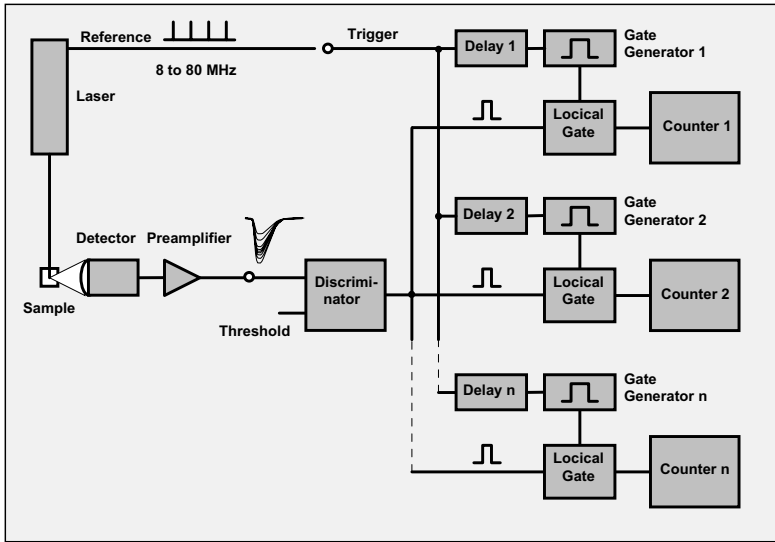 Reference
Trigger
8 to 80 MHz
Laser
Delay 1
Gate
Generator 1
Locical
Gate
Counter 1
Delay 2
Gate
Generator 2
Locical
Gate
Counter 2
Detector
Preamplifier
Sample
Discrimi-
nator
Threshold
Delay n
Gate
Generator n
Locical
Gate
Counter n